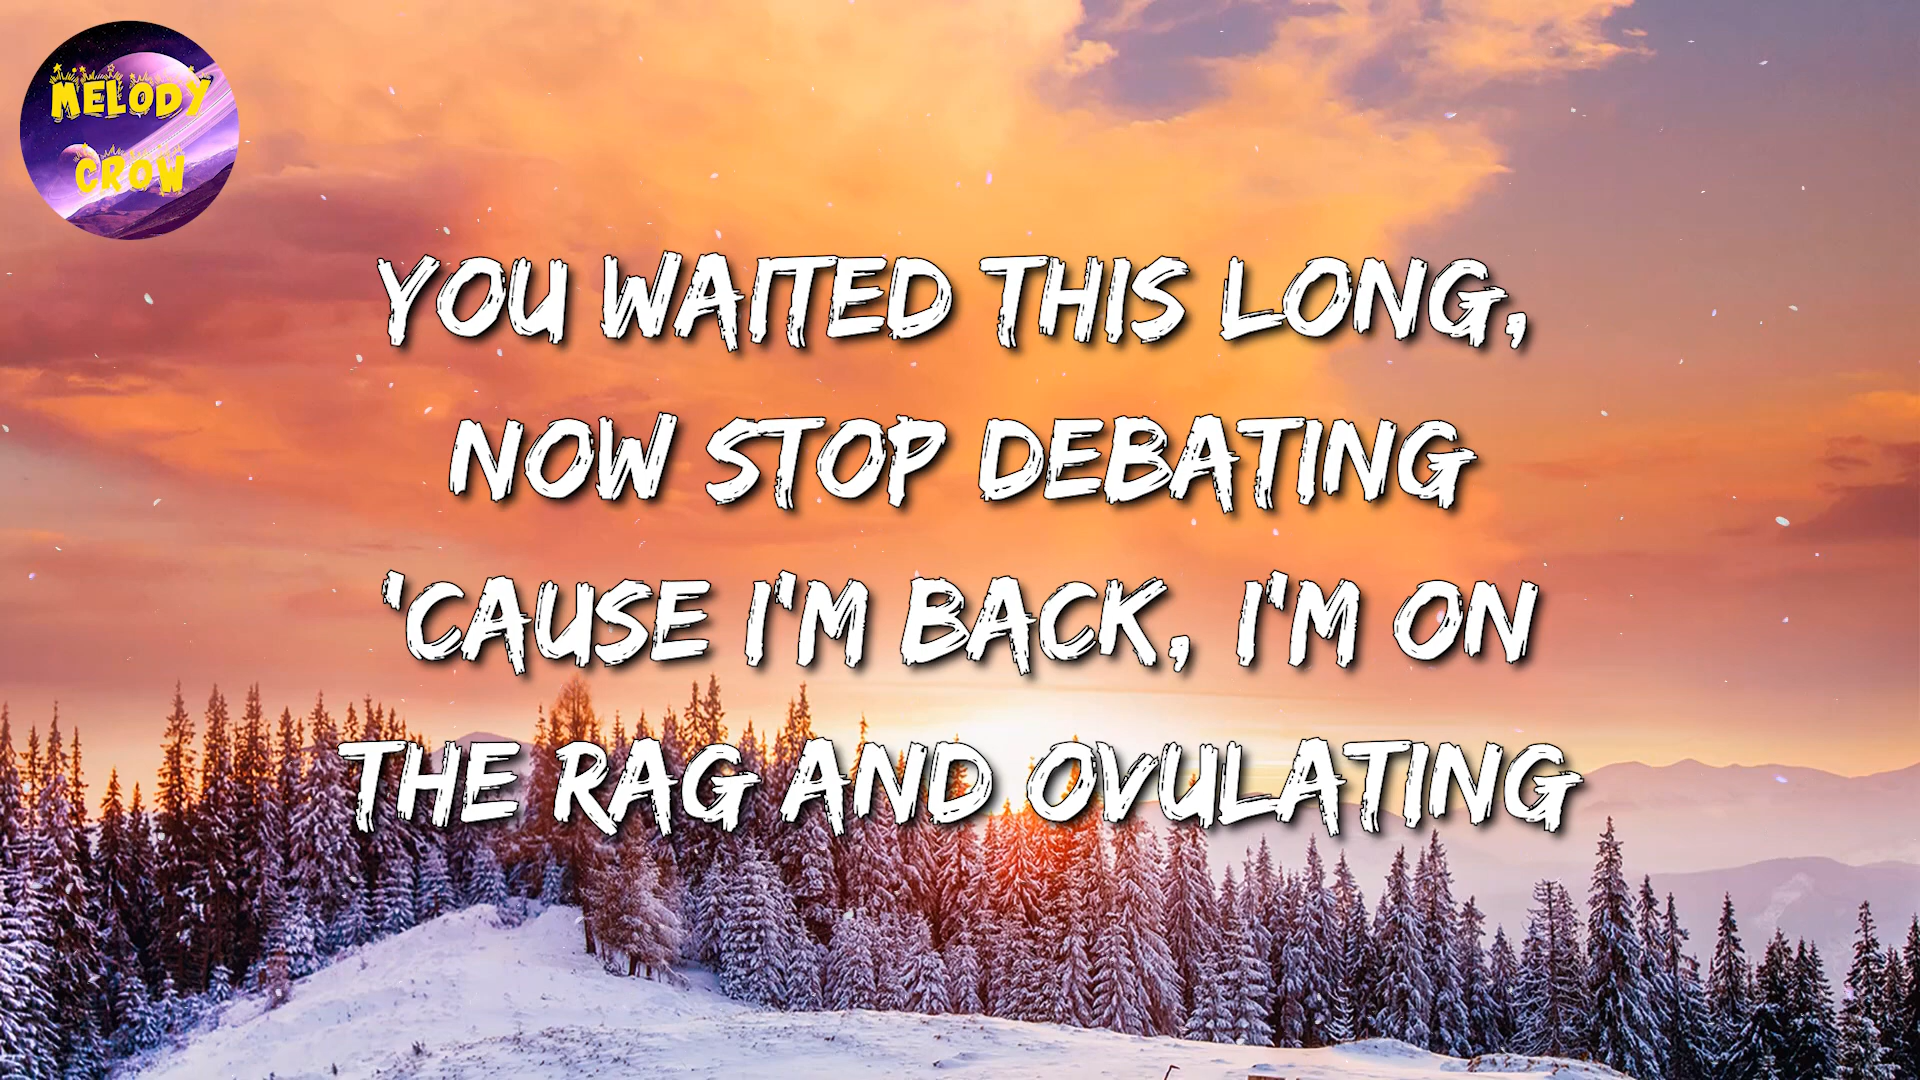 MELODY
CROW
YOU WAITED THIS LONG,
NOW STOP DEBATING
'CAUSE I'M BACK, I'M ON
THE RAG AND OVULATING